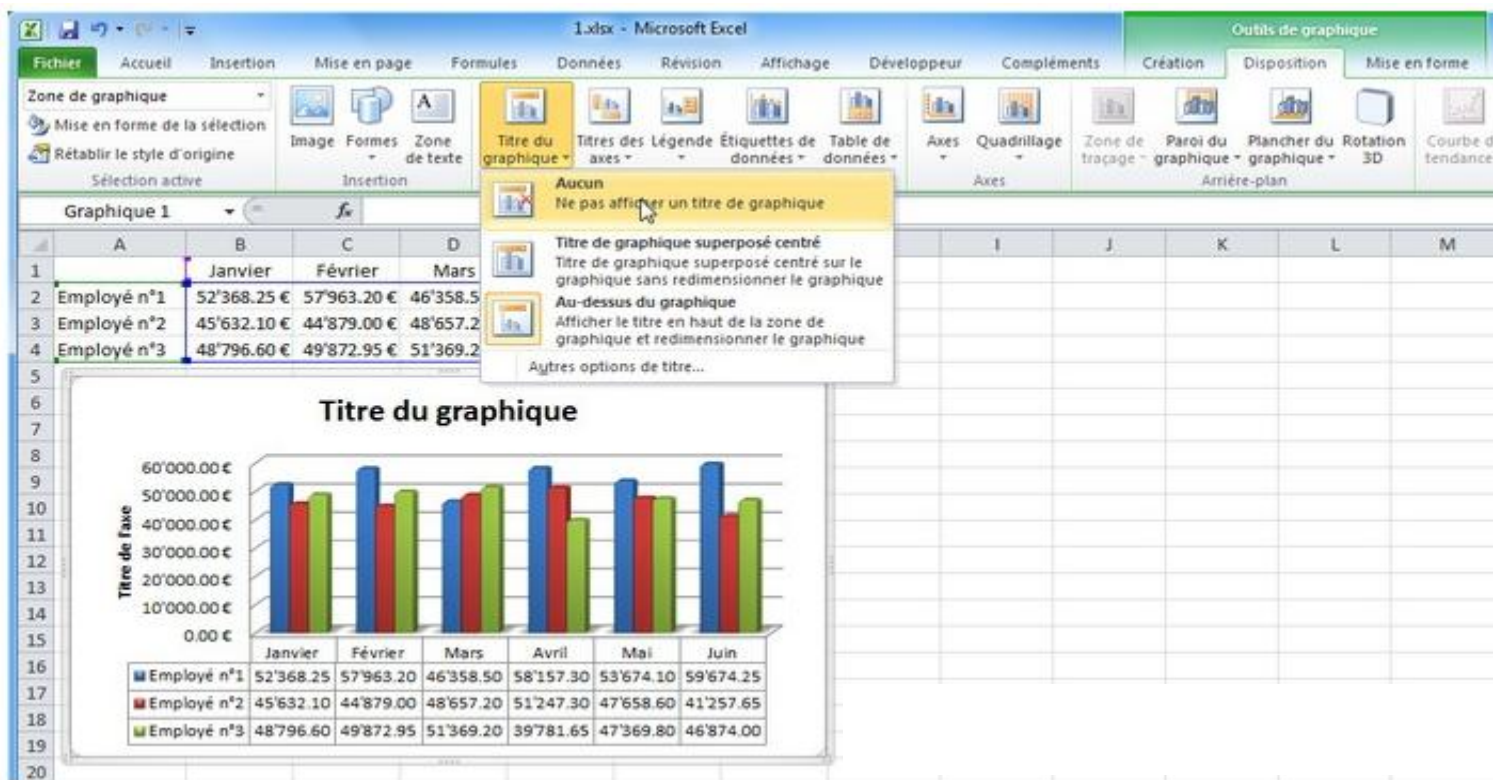 1.xlsx - Microsoft Excel
Outils de graphique
Fichier Accueil Insertion Mise en page Formules Données Révision Affichage Développeur Compléments Création Disposition Mise en forme
Zone de graphique
Mise en forme de la sélection
Rétablir le style d'origine
Sélection active
Image Formes Zone de texte
Insertion
Titre du graphique Titres des axes Légende Étiquettes de données Table de données
Axes Quadrillage
Axes
Zone de traçage Paroi du graphique Plancher du graphique Rotation 3D
Arrière-plan
Courbe d
tendance
Aucun
Ne pas afficher un titre de graphique
Titre de graphique superposé centré
Titre de graphique superposé centré sur le
graphique sans redimensionner le graphique
Au-dessus du graphique
Afficher le titre en haut de la zone de
graphique et redimensionner le graphique
Autres options de titre...
Graphique 1 fx
A B C D I J K L M
1 Janvier Février Mars
2 Employé n°1 52'368.25 € 57'963.20 € 46'358.5
3 Employé n°2 45'632.10 € 44'879.00 € 48'657.2
4 Employé n°3 48'796.60 € 49'872.95 € 51'369.2
5
6
7
8
9
10
11
12
13
14
15
16
17
18
19
20
Titre du graphique
Titre de l'axe
60'000.00 €
50'000.00 €
40'000.00 €
30'000.00 €
20'000.00 €
10'000.00 €
0.00 €
Janvier Février Mars Avril Mai Juin
Employé n°1 52'368.25 57'963.20 46'358.50 58'157.30 53'674.10 59'674.25
Employé n°2 45'632.10 44'879.00 48'657.20 51'247.30 47'658.60 41'257.65
Employé n°3 48'796.60 49'872.95 51'369.20 39'781.65 47'369.80 46'874.00